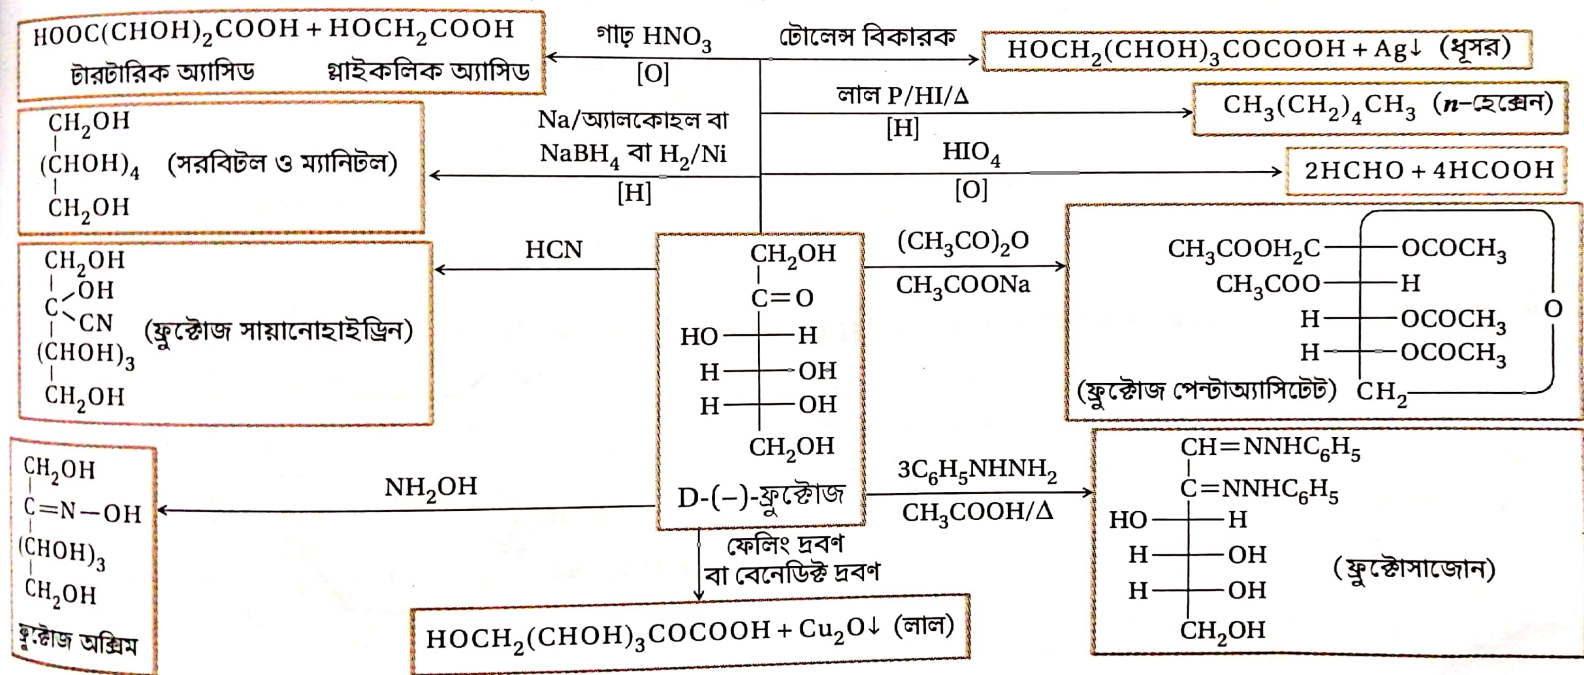 HOOC(CHOH)₂COOH + HOCH₂COOH
টারটারিক অ্যাসিড গ্লাইকলিক অ্যাসিড
গাঢ় HNO₃
[O]
টোলেন্স বিকারক
HOCH₂(CHOH)₃COCOOH + Ag↓ (ধূসর)
লাল P/HI/Δ
[H]
CH₃(CH₂)₄CH₃ (n-হেক্সেন)
CH₂OH
(CHOH)₄ (সরবিটল ও ম্যানিটল)
CH₂OH
Na/অ্যালকোহল বা
NaBH₄ বা H₂/Ni
[H]
HIO₄
[O]
2HCHO + 4HCOOH
CH₂OH
OH
C
CN
(ফ্রুক্টোজ সায়ানোহাইড্রিন)
(CHOH)₃
CH₂OH
HCN
CH₂OH
C=O
HO H
H OH
H OH
CH₂OH
D-(−)-ফ্রুক্টোজ
(CH₃CO)₂O
CH₃COONa
CH₃COOH₂C OCOCH₃
CH₃COO H
O
H OCOCH₃
H OCOCH₃
(ফ্রুক্টোজ পেন্টাঅ্যাসিটেট) CH₂
CH₂OH
C=N—OH
(CHOH)₃
CH₂OH
ফ্রুক্টোজ অক্সিম
NH₂OH
3C₆H₅NHNH₂
CH₃COOH/Δ
CH=NNHC₆H₅
C=NNHC₆H₅
HO H
H OH
(ফ্রুক্টোসাজোন)
H OH
CH₂OH
ফেলিং দ্রবণ
বা বেনেডিক্ট দ্রবণ
HOCH₂(CHOH)₃COCOOH + Cu₂O↓ (লাল)